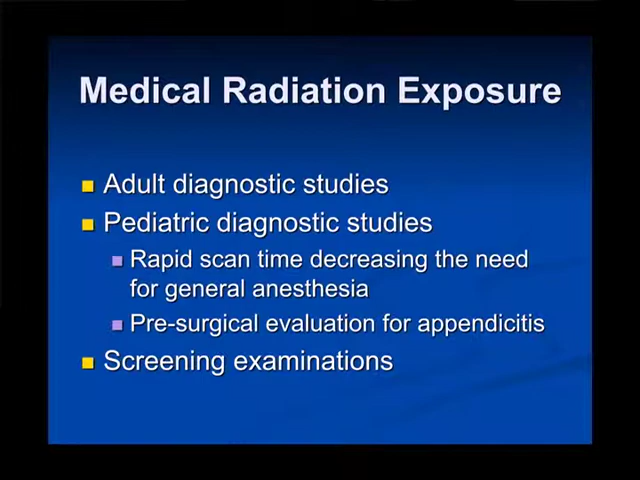 Medical Radiation Exposure
Adult diagnostic studies
Pediatric diagnostic studies
Rapid scan time decreasing the need
for general anesthesia
Pre-surgical evaluation for appendicitis
Screening examinations